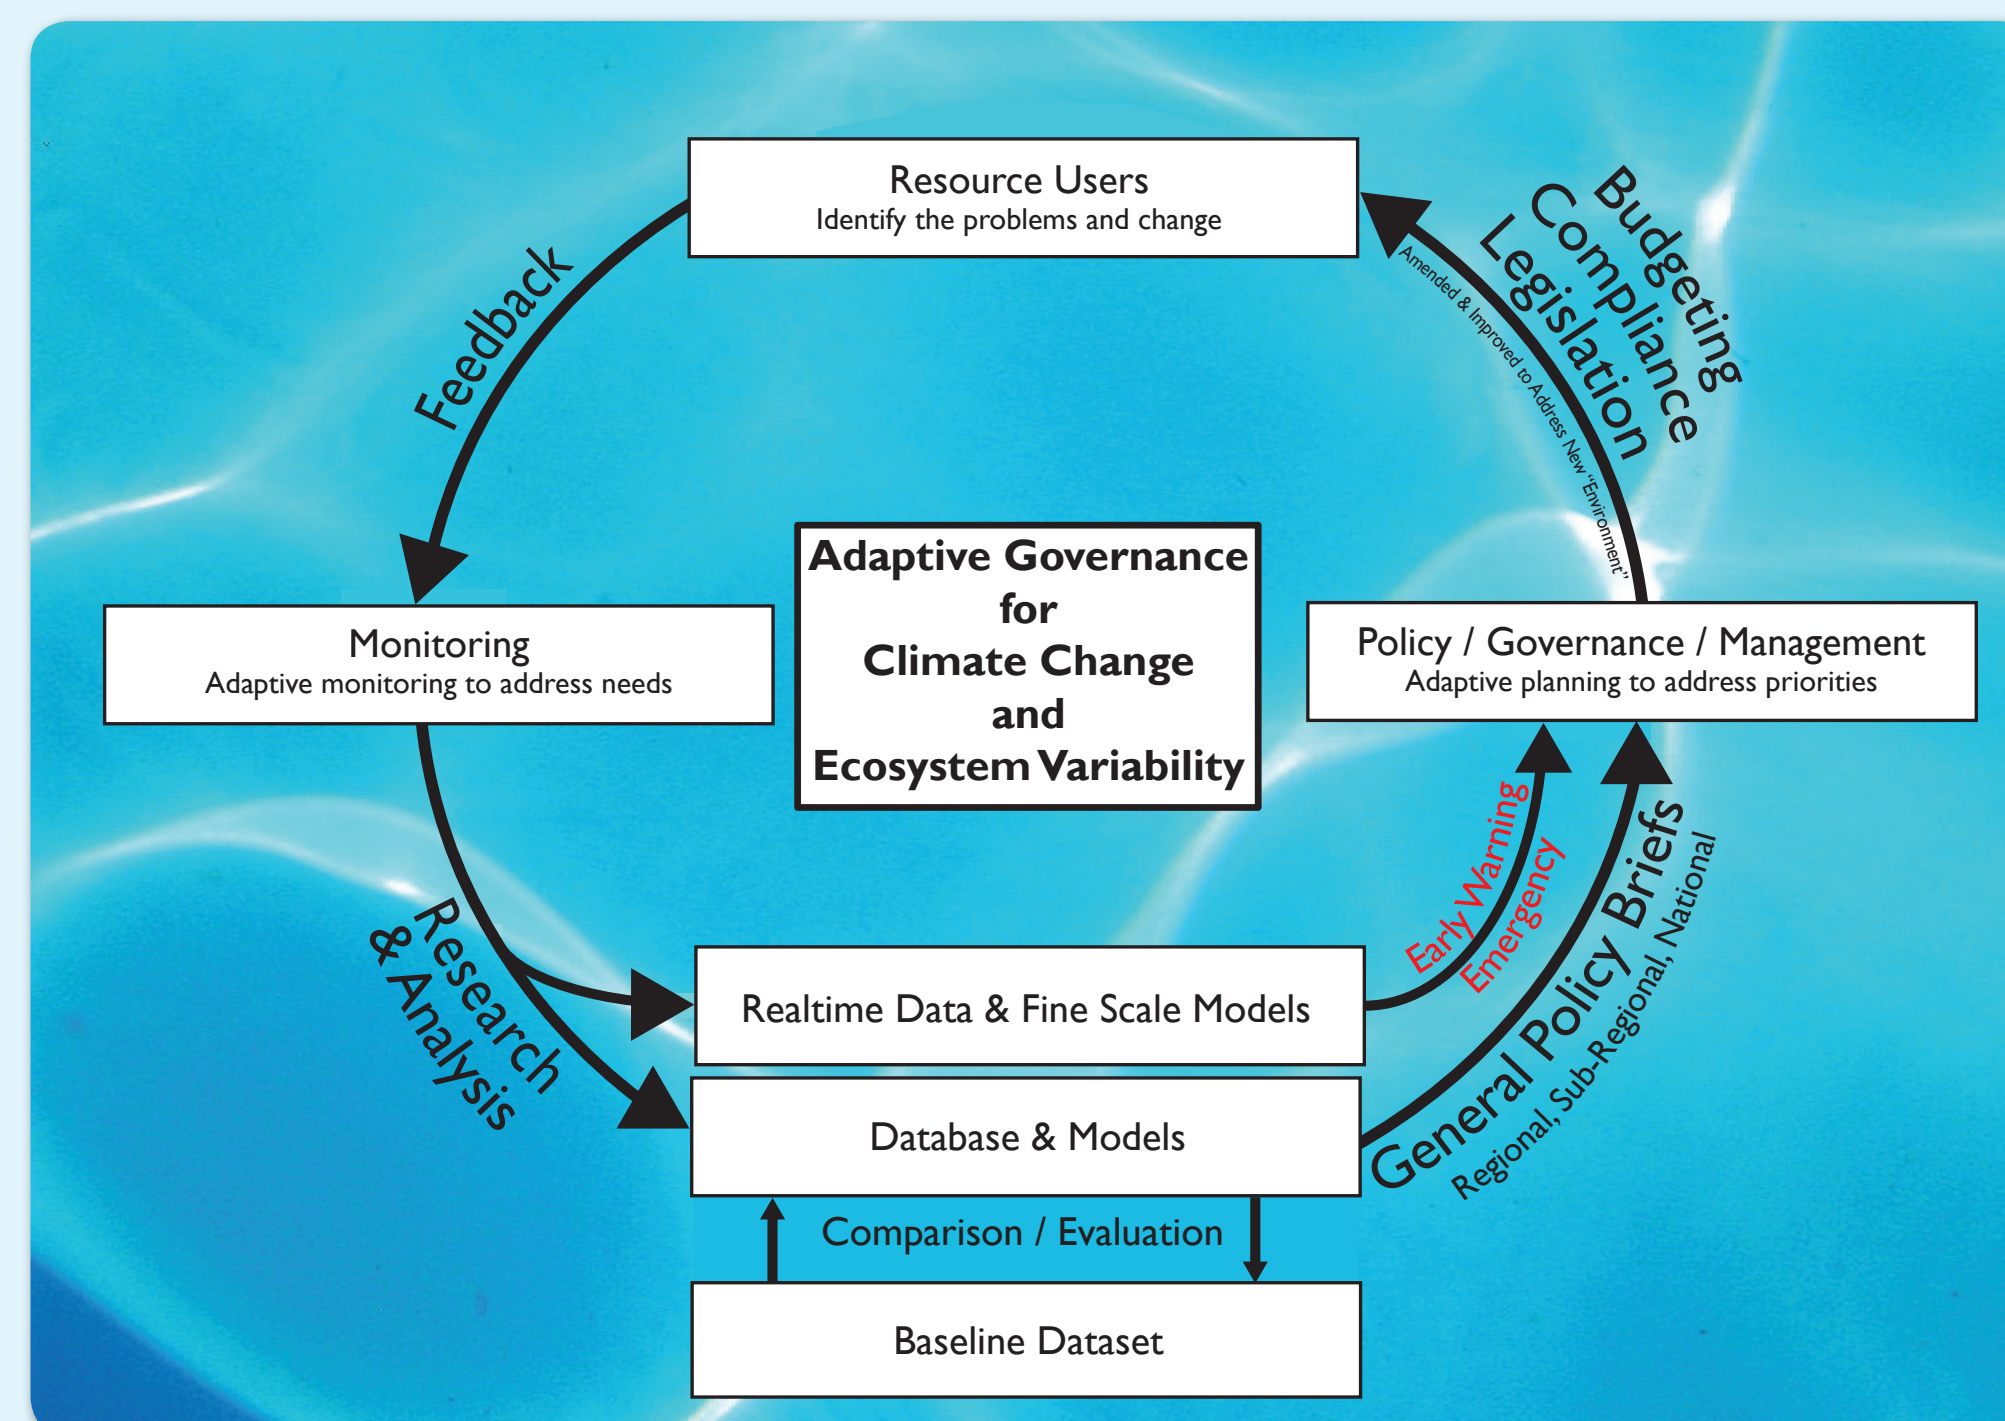 Resource Users
Identify the problems and change
Budgeting
Compliance
Legislation
Amended & Improved to Address New "Environment"
Feedback
Adaptive Governance
for
Climate Change
and
Ecosystem Variability
Monitoring
Adaptive monitoring to address needs
Policy / Governance / Management
Adaptive planning to address priorities
Early Warning
Emergency
General Policy Briefs
Regional, Sub-Regional, National
Research
& Analysis
Realtime Data & Fine Scale Models
Database & Models
Comparison / Evaluation
Baseline Dataset